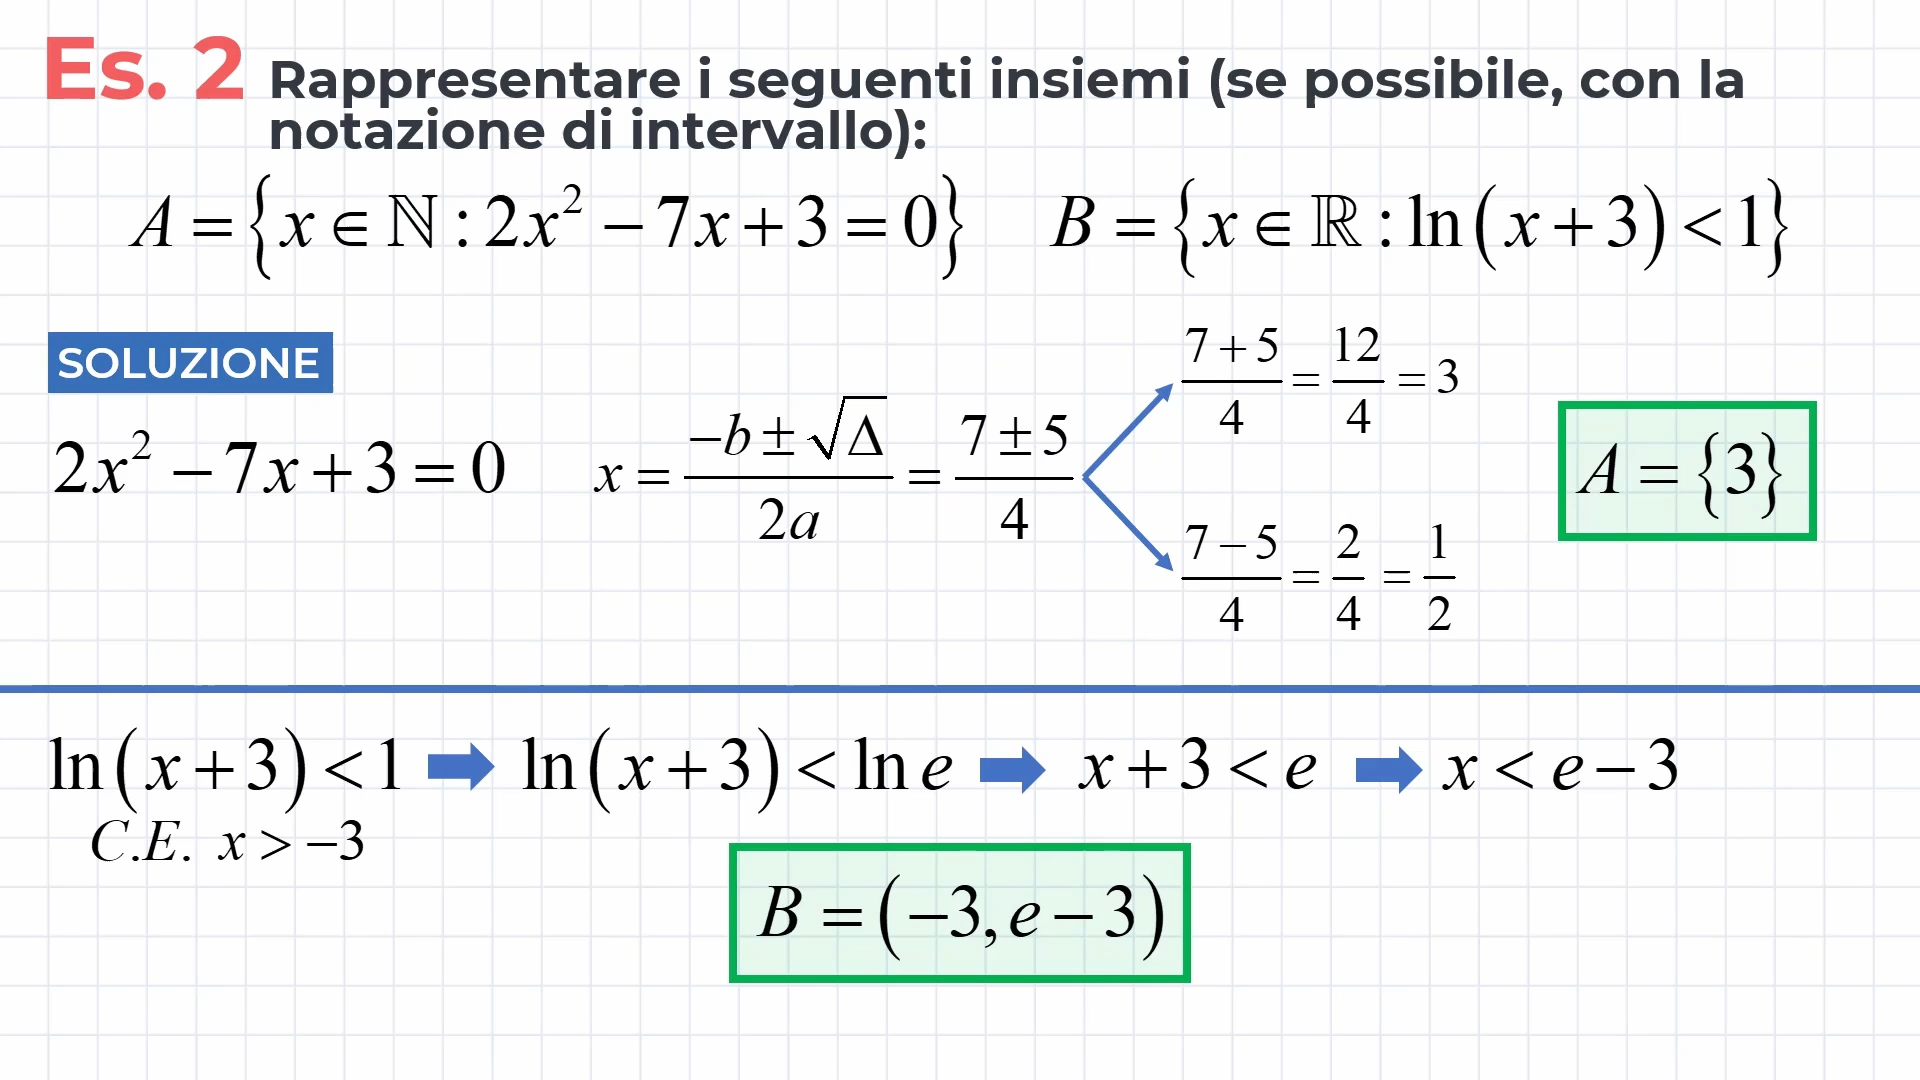 Es. 2 Rappresentare i seguenti insiemi (se possibile, con la
notazione di intervallo):
A = {x ∈ ℕ : 2x² − 7x + 3 = 0} B = {x ∈ ℝ : ln(x + 3) < 1}
SOLUZIONE
2x² − 7x + 3 = 0 x = (−b ± √Δ)/(2a) = (7 ± 5)/4
(7 + 5)/4 = 12/4 = 3
(7 − 5)/4 = 2/4 = 1/2
A = {3}
ln(x + 3) < 1 ln(x + 3) < ln e x + 3 < e x < e − 3
C.E. x > −3
B = (−3, e − 3)